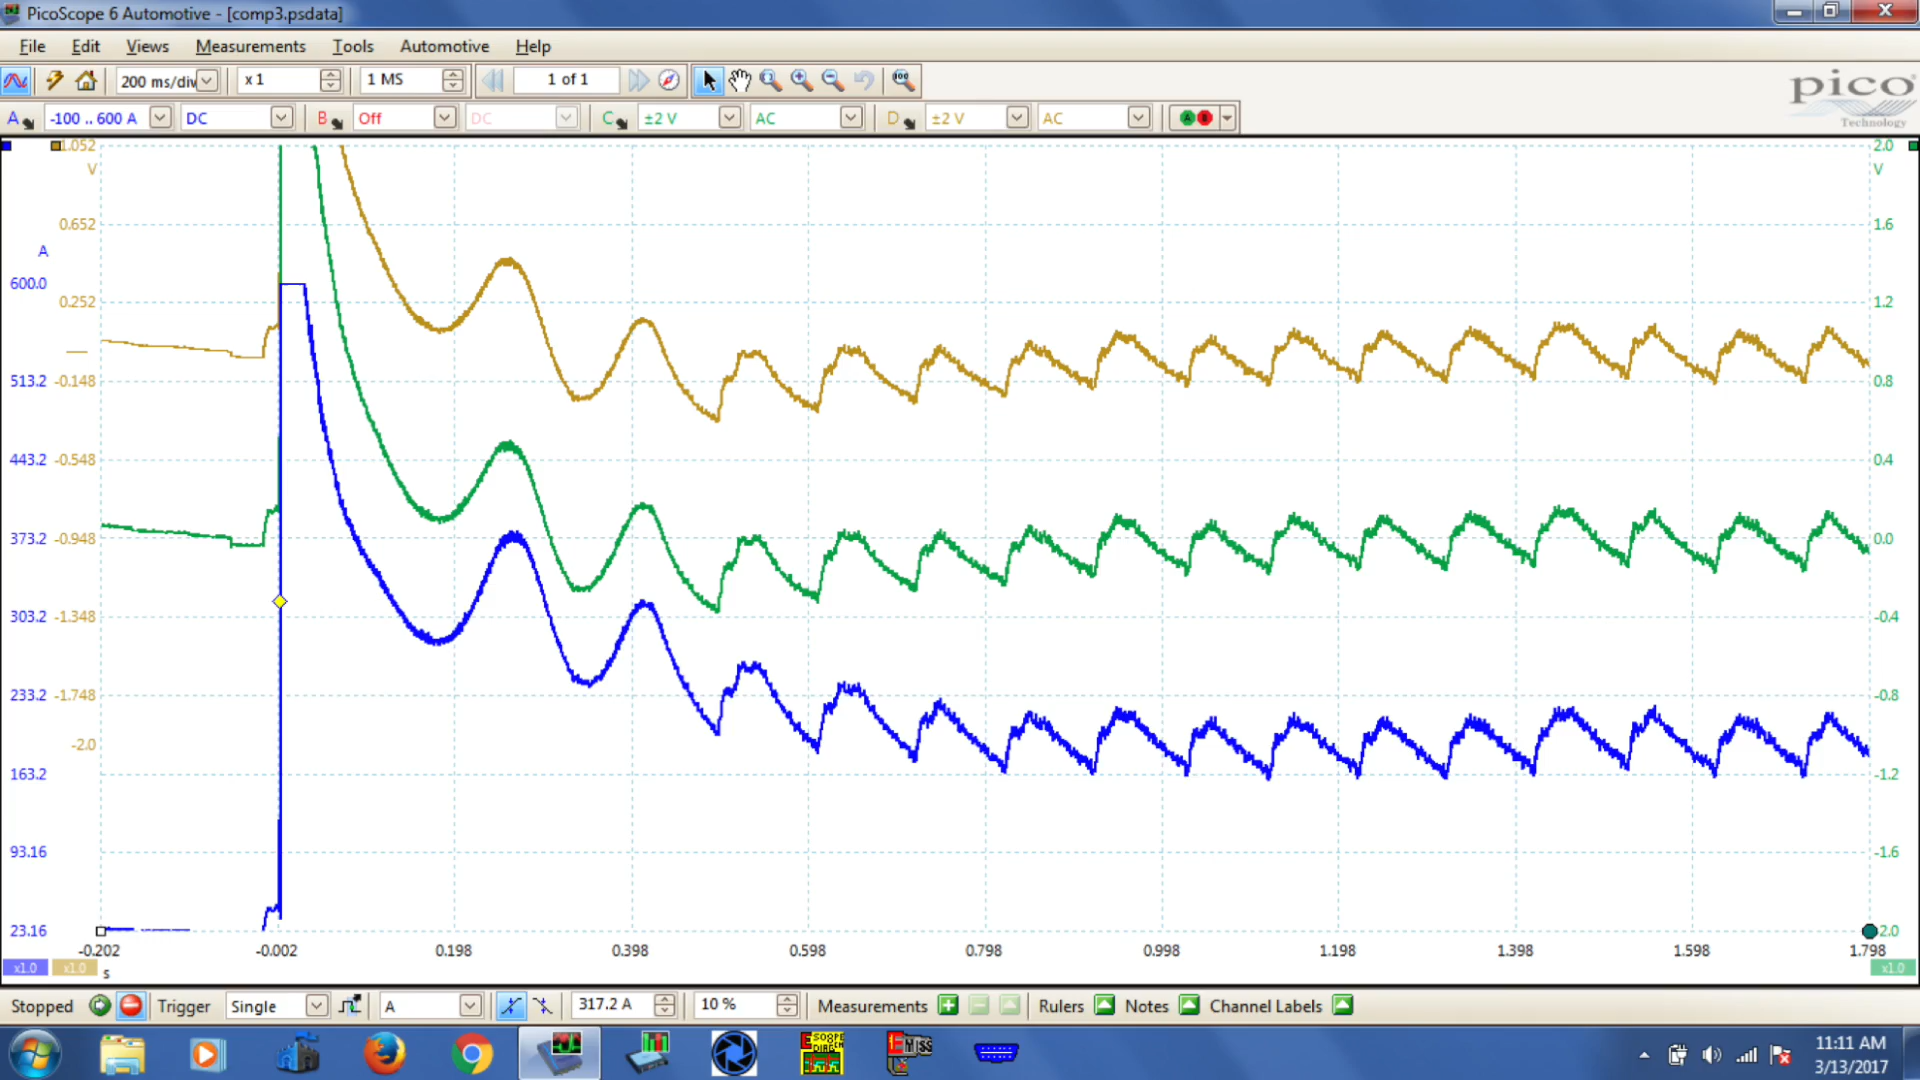 PicoScope 6 Automotive - [comp3.psdata]
File Edit Views Measurements Tools Automotive Help
200 ms/div x 1 1 MS 1 of 1 100
pico
Technology
A -100 .. 600 A DC B Off DC C ±2 V AC D ±2 V AC A B
1.052 2.0
V V
0.652 1.6
A
600.0 0.252 1.2
513.2 -0.148 0.8
443.2 -0.548 0.4
373.2 -0.948 0.0
303.2 -1.348 -0.4
233.2 -1.748 -0.8
-2.0
163.2 -1.2
93.16 -1.6
23.16 -2.0
-0.202 -0.002 0.198 0.398 0.598 0.798 0.998 1.198 1.398 1.598 1.798
x1.0 x1.0 s x1.0
Stopped Trigger Single A 317.2 A 10 % Measurements Rulers Notes Channel Labels
ESCOPE
E MISS
11:11 AM
3/13/2017